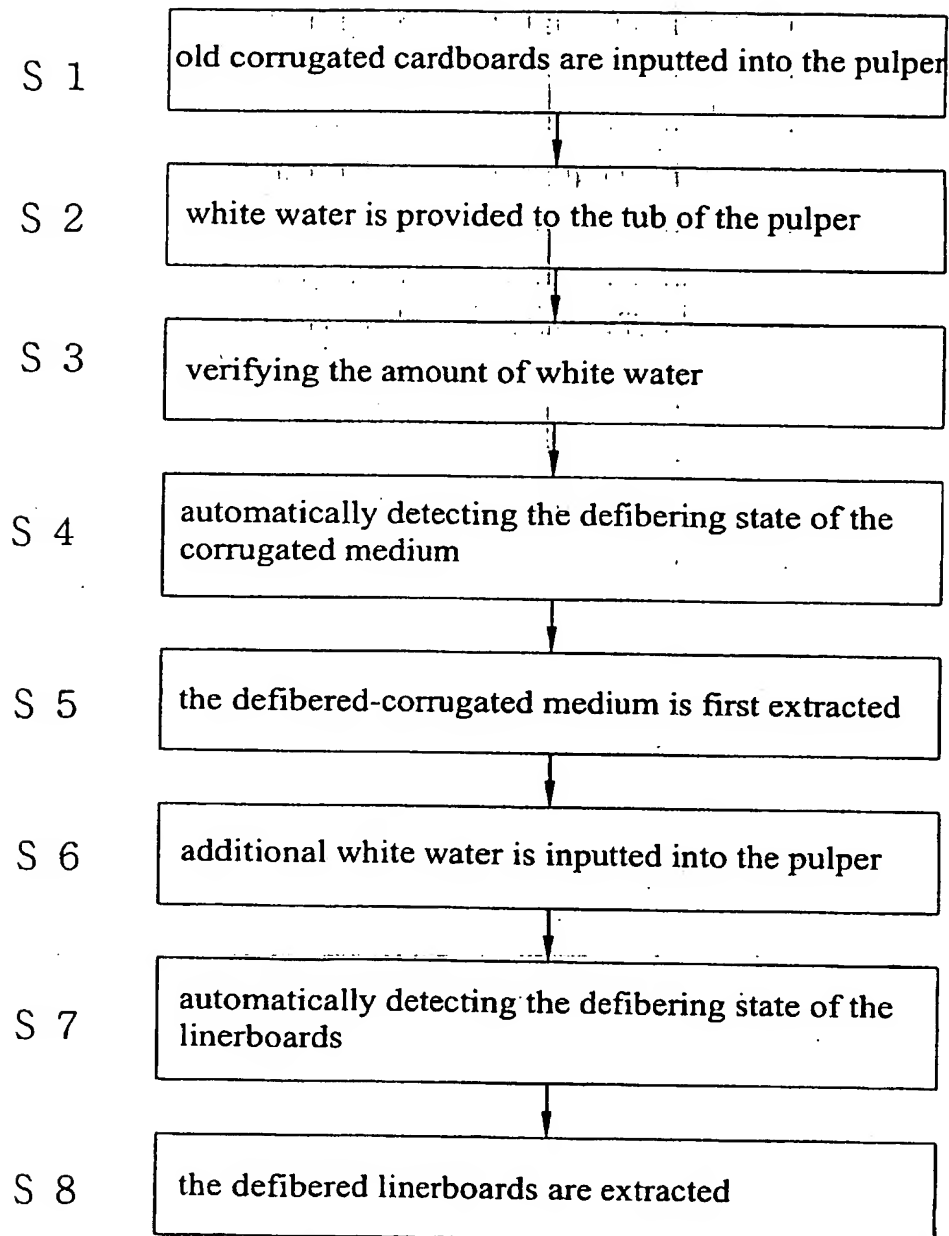 S 1
old corrugated cardboards are inputted into the pulper
S 2
white water is provided to the tub of the pulper
S 3
verifying the amount of white water
S 4
automatically detecting the defibering state of the
corrugated medium
S 5
the defibered-corrugated medium is first extracted
S 6
additional white water is inputted into the pulper
S 7
automatically detecting the defibering state of the
linerboards
S 8
the defibered linerboards are extracted